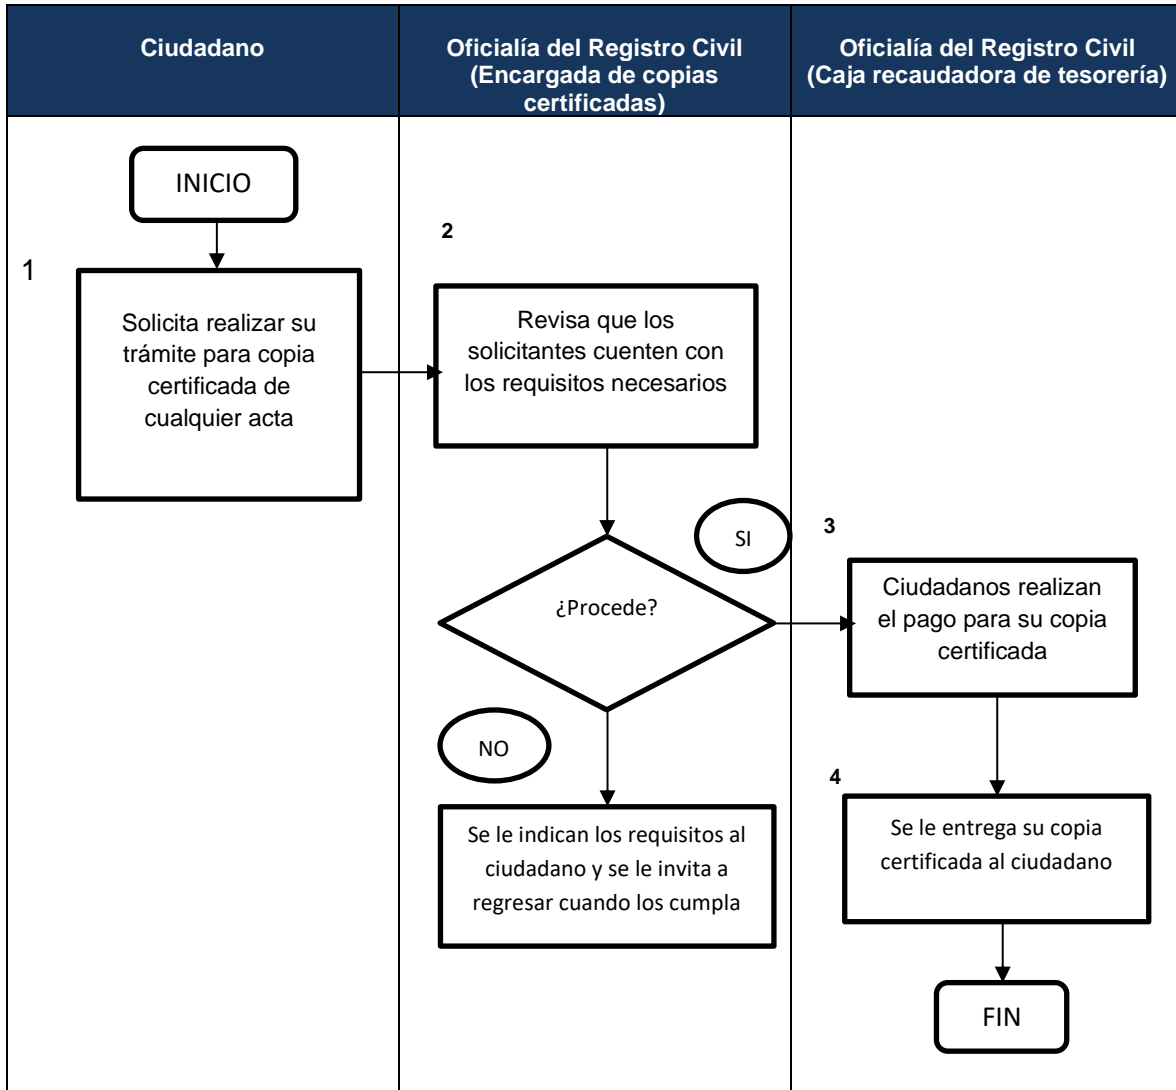 Ciudadano
Oficialía del Registro Civil
(Encargada de copias
certificadas)
Oficialía del Registro Civil
(Caja recaudadora de tesorería)
INICIO
1
Solicita realizar su
trámite para copia
certificada de
cualquier acta
2
Revisa que los
solicitantes cuenten con
los requisitos necesarios
¿Procede?
SI
3
Ciudadanos realizan
el pago para su copia
certificada
NO
Se le indican los requisitos al
ciudadano y se le invita a
regresar cuando los cumpla
4
Se le entrega su copia
certificada al ciudadano
FIN